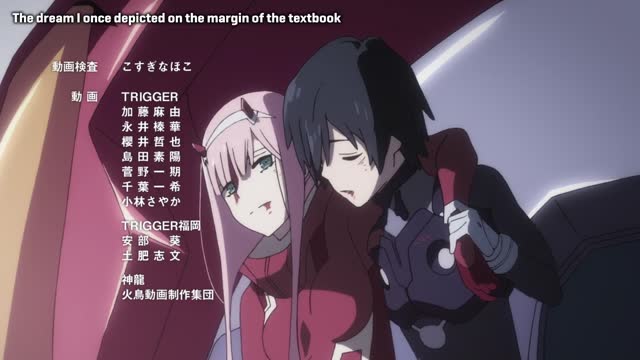 The dream I once depicted on the margin of the textbook
動画検査 こすぎなほこ
動画 TRIGGER
加藤麻由
永井榛華
櫻井哲也
島田素陽
菅野一期
千葉一希
小林さやか
TRIGGER福岡
安部 葵
土肥志文
神龍
火鳥動画制作集団